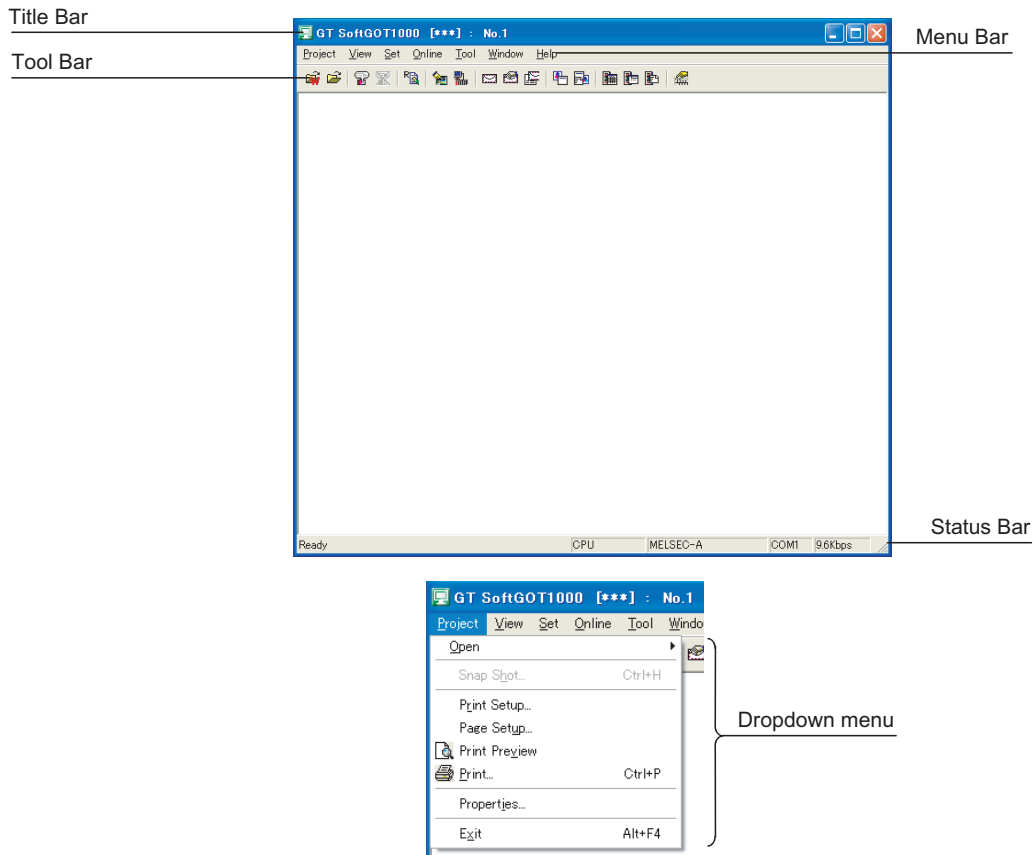 Title Bar
GT SoftGOT1000 [***] : No.1
Menu Bar
Project View Set Online Tool Window Help
Tool Bar
Status Bar
Ready CPU MELSEC-A COM1 9.6Kbps
GT SoftGOT1000 [***] : No.1
Project View Set Online Tool Windo
Open
Snap Shot... Ctrl+H
Print Setup...
Page Setup...
Dropdown menu
Print Preview
Print... Ctrl+P
Properties...
Exit Alt+F4